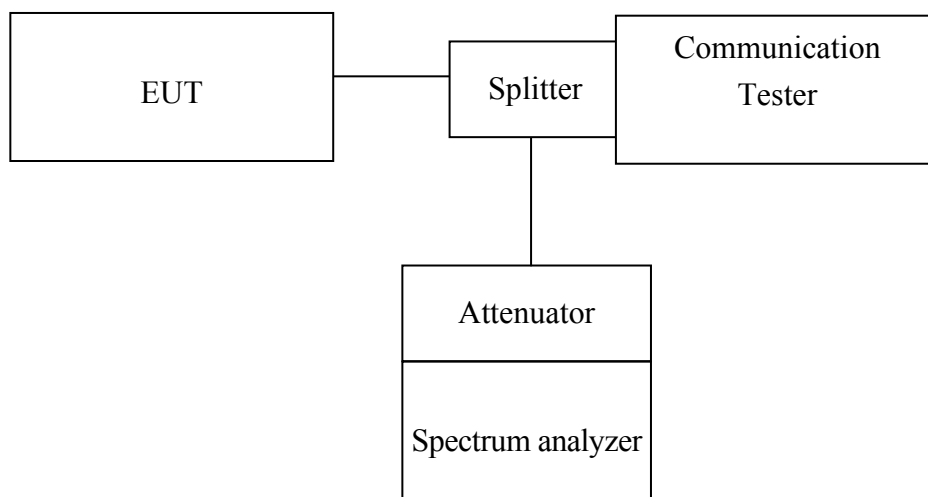 EUT
Splitter
Communication
Tester
Attenuator
Spectrum analyzer